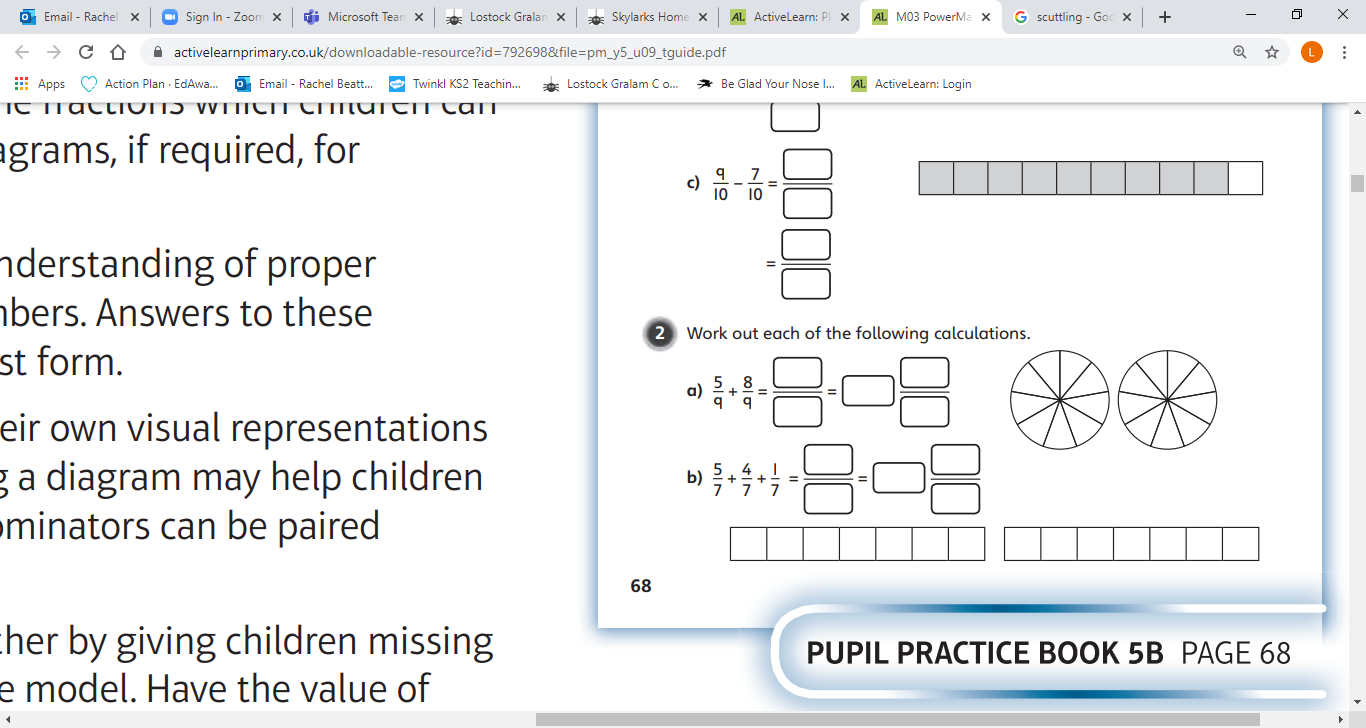 Email - Rachel
Sign In - Zoom
Microsoft Tear
Lostock Gralan
Skylarks Home
ActiveLearn: Pl
M03 PowerMa
scuttling - Goo
activelearnprimary.co.uk/downloadable-resource?id=792698&file=pm_y5_u09_tguide.pdf
L
Apps
Action Plan · EdAwa...
Email - Rachel Beatt...
Twinkl KS2 Teachin...
Lostock Gralam C o...
Be Glad Your Nose I...
ActiveLearn: Login
fractions which children can
agrams, if required, for
nderstanding of proper
nbers. Answers to these
st form.
eir own visual representations
g a diagram may help children
ominators can be paired
ther by giving children missing
e model. Have the value of
c) 9/10 − 7/10 =
=
2 Work out each of the following calculations.
a) 5/9 + 8/9 = =
b) 5/7 + 4/7 + 1/7 = =
68
PUPIL PRACTICE BOOK 5B PAGE 68